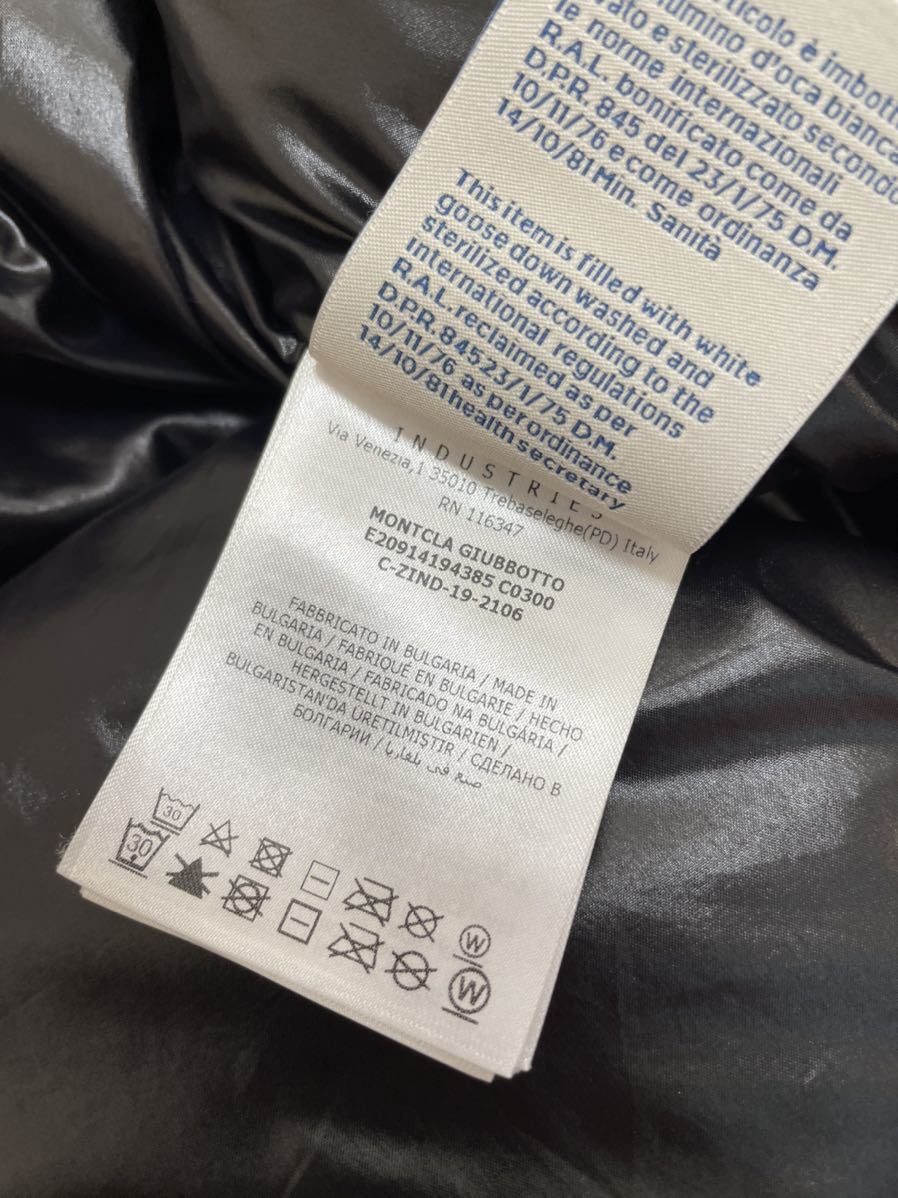 articolo è imbott
iumino d'oca bianca
rato e sterilizzato secondo
le norme internazionali
R.A.L. bonificato come da
D.P.R. 845 del 23/1/75 D.M.
10/11/76 e come ordinanza
14/10/81 Min. Sanità
This item is filled with white
goose down washed and
sterilized according to the
international regulations
R.A.L. reclaimed as per
D.P.R. 84523/1/75 D.M.
10/11/76 as per ordinance
14/10/81health secretary
INDUSTRIES
Via Venezia,1 35010 Trebaseleghe(PD) Italy
RN 116347
MONTCLA GIUBBOTTO
E20914194385 C0300
C-ZIND-19-2106
FABBRICATO IN BULGARIA / MADE IN
BULGARIA / FABRIQUÉ EN BULGARIE / HECHO
EN BULGARIA / FABRICADO NA BULGÁRIA /
HERGESTELLT IN BULGARIEN /
BULGARISTAN'DA ÜRETILMIŞTIR / СДЕЛАНО В
БОЛГАРИИ / صنع في بلغاريا
30
W
30
W